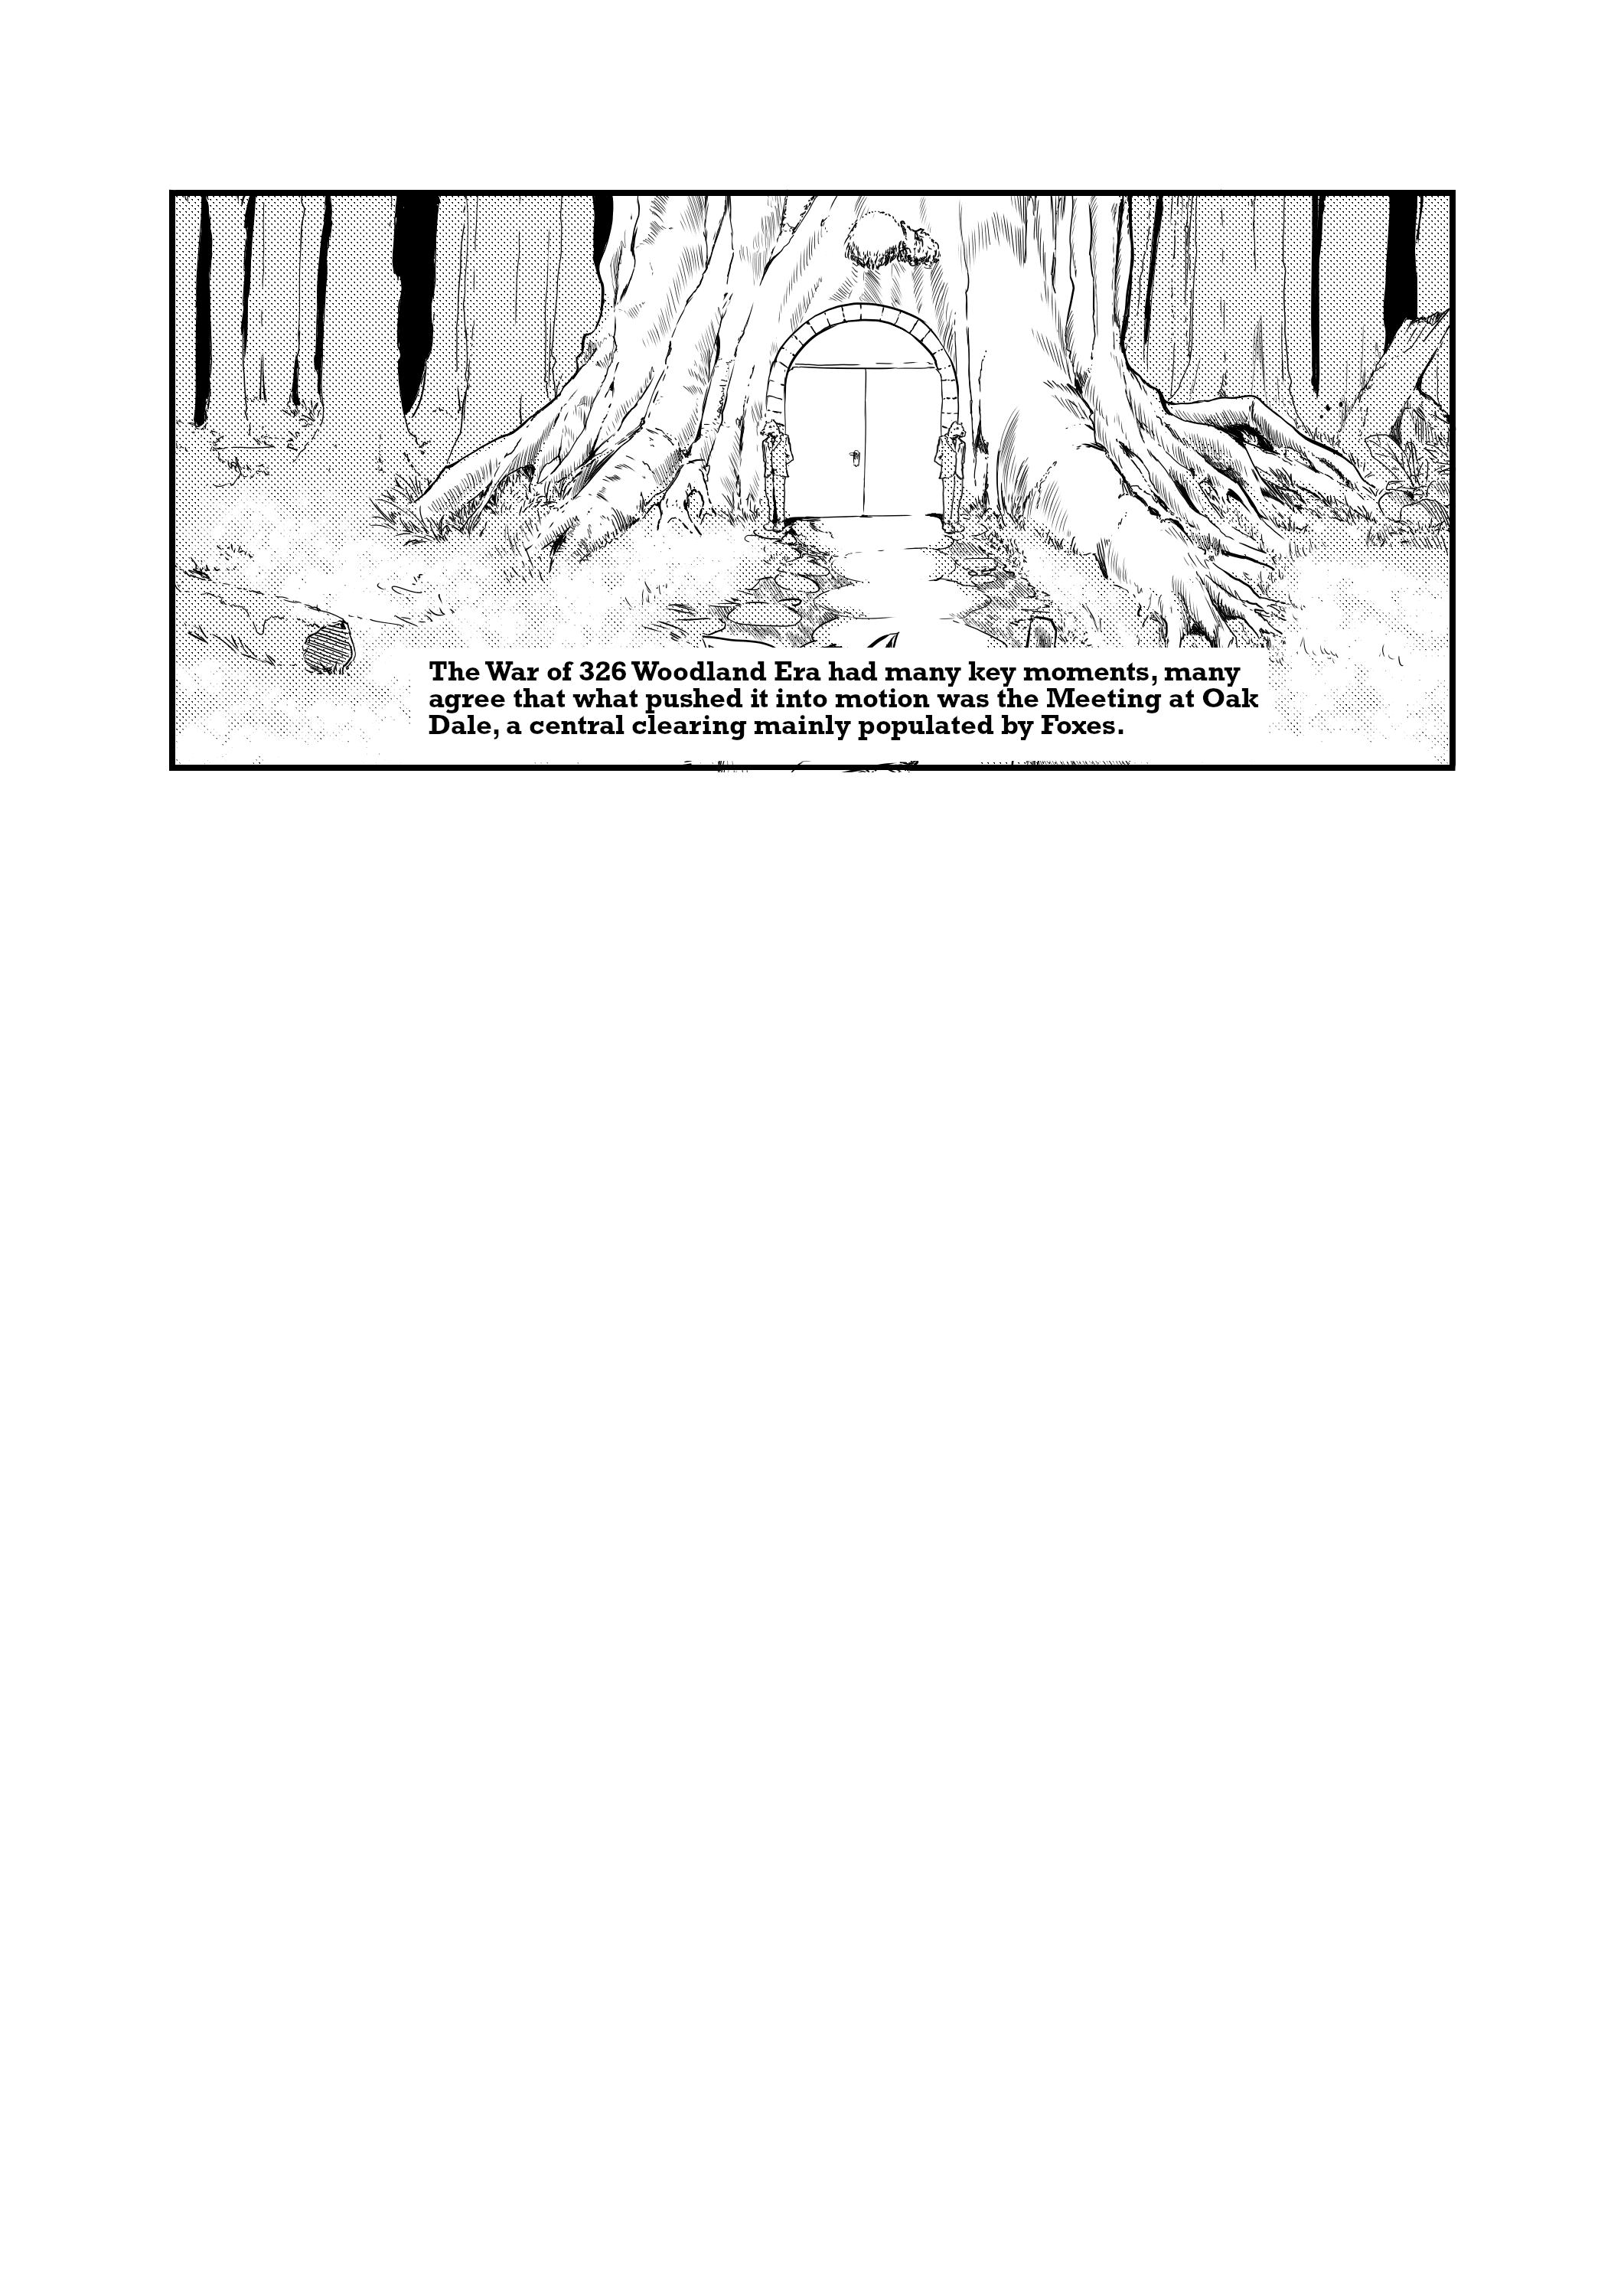 The War of 326 Woodland Era had many key moments, many
agree that what pushed it into motion was the Meeting at Oak
Dale, a central clearing mainly populated by Foxes.